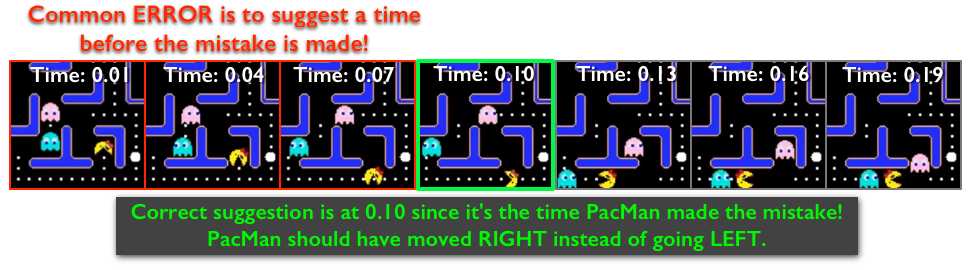 Common ERROR is to suggest a time
before the mistake is made!
Time: 0.01 Time: 0.04 Time: 0.07 Time: 0.10 Time: 0.13 Time: 0.16 Time: 0.19
Correct suggestion is at 0.10 since it's the time PacMan made the mistake!
PacMan should have moved RIGHT instead of going LEFT.